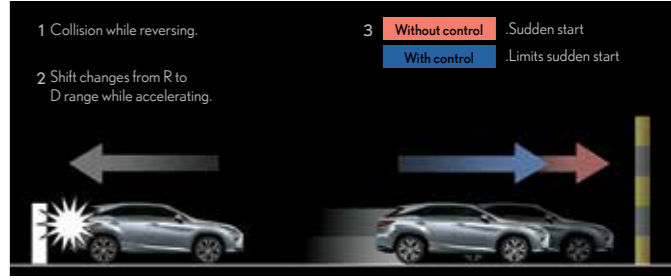 1 Collision while reversing.
2 Shift changes from R to
D range while accelerating.
3 Without control .Sudden start
With control .Limits sudden start